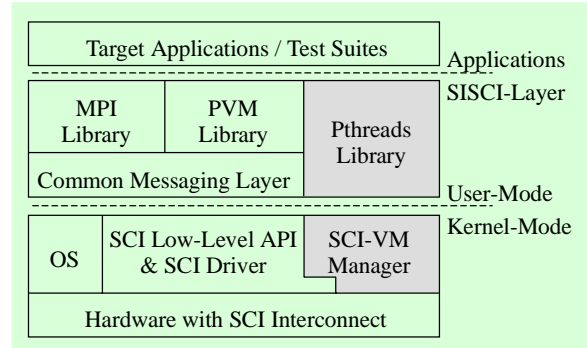 Target Applications / Test Suites
Applications
SISCI-Layer
MPI
Library
PVM
Library
Pthreads
Library
Common Messaging Layer
User-Mode
Kernel-Mode
OS
SCI Low-Level API
& SCI Driver
SCI-VM
Manager
Hardware with SCI Interconnect